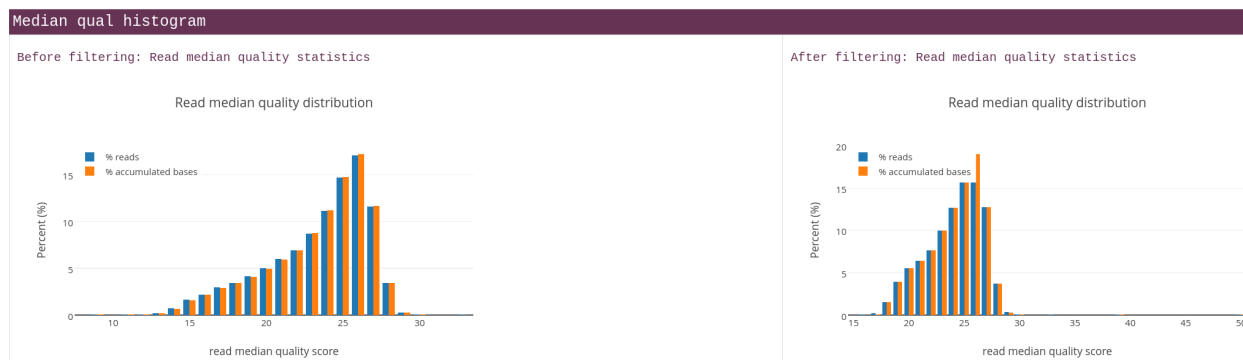 Median qual histogram
Before filtering: Read median quality statistics
Read median quality distribution
% reads
% accumulated bases
15
10
5
0
Percent (%)
10 15 20 25 30
read median quality score
After filtering: Read median quality statistics
Read median quality distribution
% reads
% accumulated bases
20
15
10
5
0
Percent (%)
15 20 25 30 35 40 45 50
read median quality score